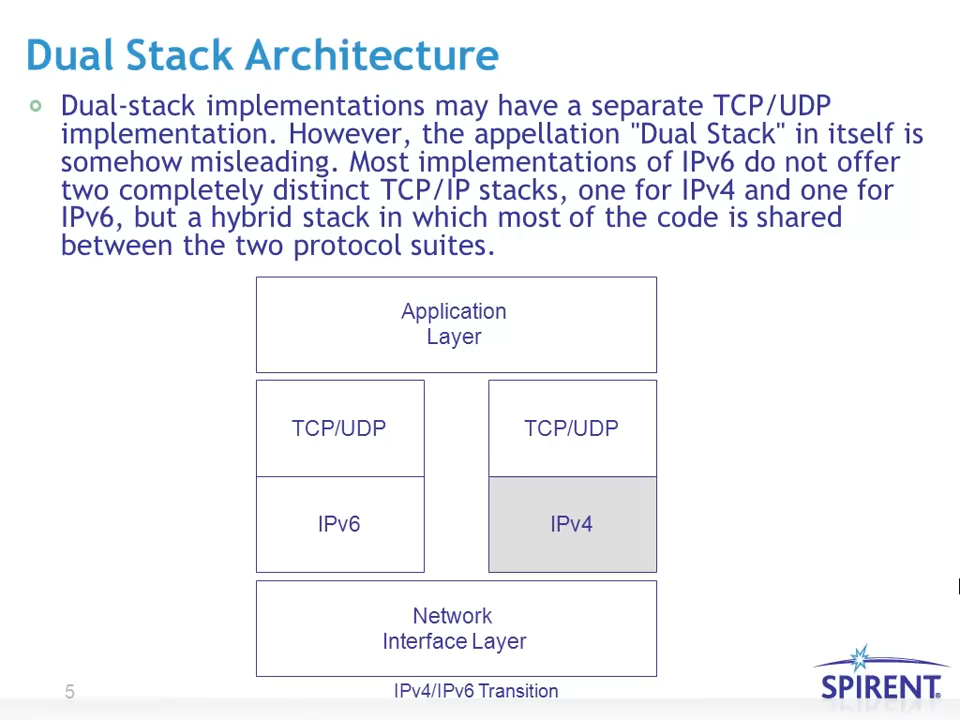 Dual Stack Architecture
Dual-stack implementations may have a separate TCP/UDP
implementation. However, the appellation "Dual Stack" in itself is
somehow misleading. Most implementations of IPv6 do not offer
two completely distinct TCP/IP stacks, one for IPv4 and one for
IPv6, but a hybrid stack in which most of the code is shared
between the two protocol suites.
Application
Layer
TCP/UDP
TCP/UDP
IPv6
IPv4
Network
Interface Layer
5
IPv4/IPv6 Transition
SPIRENT®